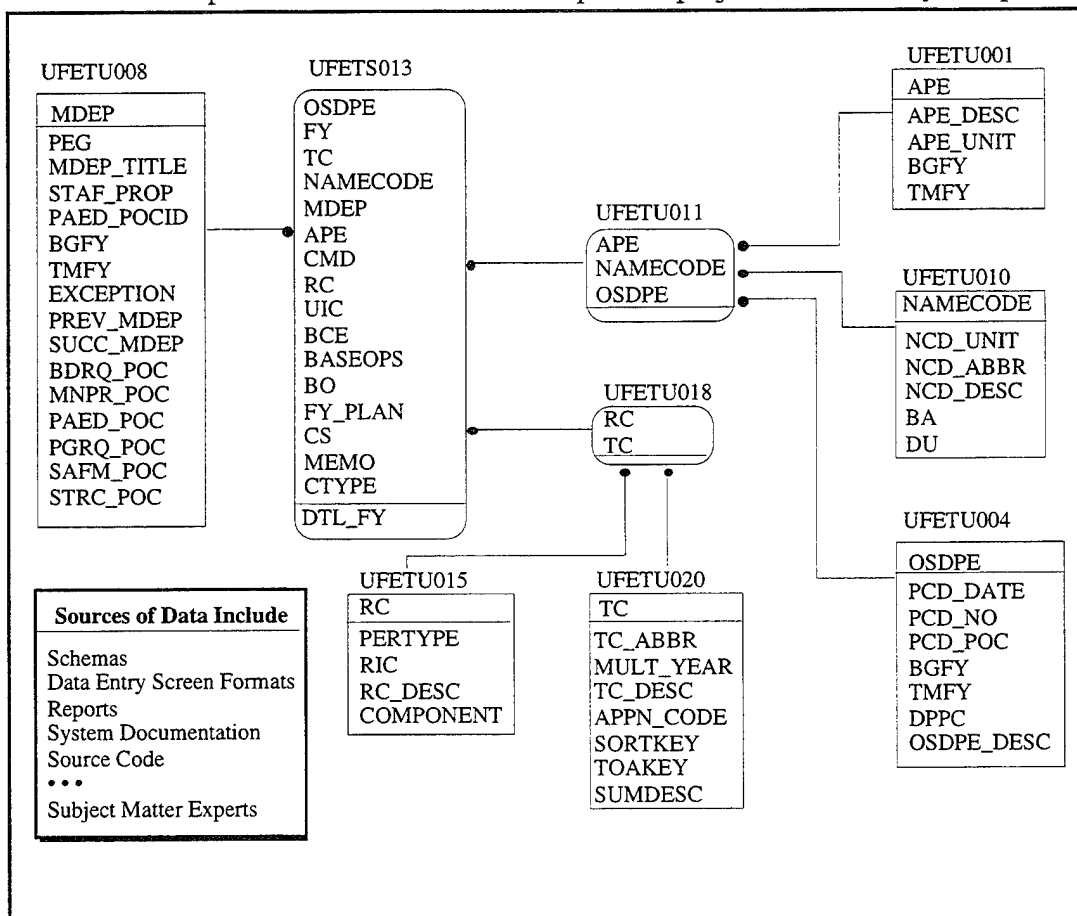 UFETU008
MDEP
PEG
MDEP_TITLE
STAF_PROP
PAED_POCID
BGFY
TMFY
EXCEPTION
PREV_MDEP
SUCC_MDEP
BDRQ_POC
MNPR_POC
PAED_POC
PGRQ_POC
SAFM_POC
STRC_POC
UFETS013
OSDPE
FY
TC
NAMECODE
MDEP
APE
CMD
RC
UIC
BCE
BASEOPS
BO
FY_PLAN
CS
MEMO
CTYPE
DTL_FY
UFETU011
APE
NAMECODE
OSDPE
UFETU018
RC
TC
UFETU001
APE
APE_DESC
APE_UNIT
BGFY
TMFY
UFETU010
NAMECODE
NCD_UNIT
NCD_ABBR
NCD_DESC
BA
DU
UFETU004
OSDPE
PCD_DATE
PCD_NO
PCD_POC
BGFY
TMFY
DPPC
OSDPE_DESC
UFETU015
RC
PERTYPE
RIC
RC_DESC
COMPONENT
UFETU020
TC
TC_ABBR
MULT_YEAR
TC_DESC
APPN_CODE
SORTKEY
TOAKEY
SUMDESC
Sources of Data Include
Schemas
Data Entry Screen Formats
Reports
System Documentation
Source Code
• • •
Subject Matter Experts